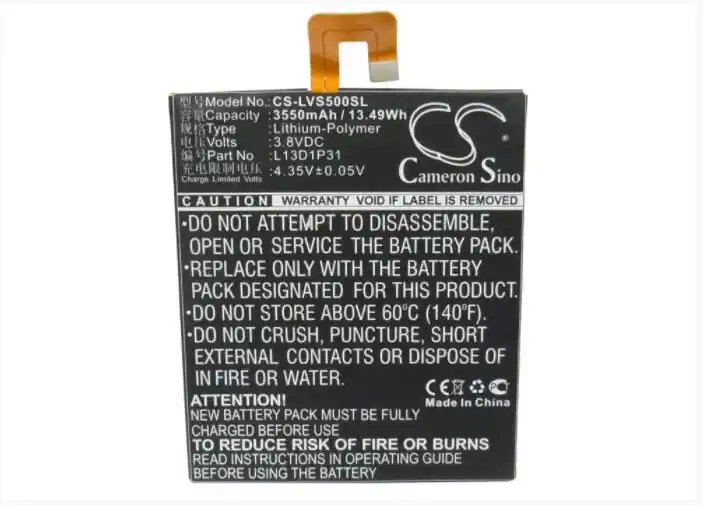 型号Model No.: CS-LVS500SL
容量Capacity: 3550mAh / 13.49Wh
类型Type :Lithium-Polymer
电压Volts :3.8VDC
编号Part No :L13D1P31
充电限制电压 :4.35V±0.05V
Charge Limited Volts
CS
Cameron Sino
CAUTION WARRANTY VOID IF LABEL IS REMOVED
•DO NOT ATTEMPT TO DISASSEMBLE,
OPEN OR SERVICE THE BATTERY PACK.
•REPLACE ONLY WITH THE BATTERY
PACK DESIGNATED FOR THIS PRODUCT.
•DO NOT STORE ABOVE 60°C (140°F).
•DO NOT CRUSH, PUNCTURE, SHORT
EXTERNAL CONTACTS OR DISPOSE
IN FIRE OR WATER.
CE
Made In China
ATTENTION!
NEW BATTERY PACK MUST BE FULLY
CHARGED BEFORE USE
TO REDUCE RISK OF FIRE OR BURNS
READ INSTRUCTIONS ON DEVICE BEFORE
USING THE BATTERY